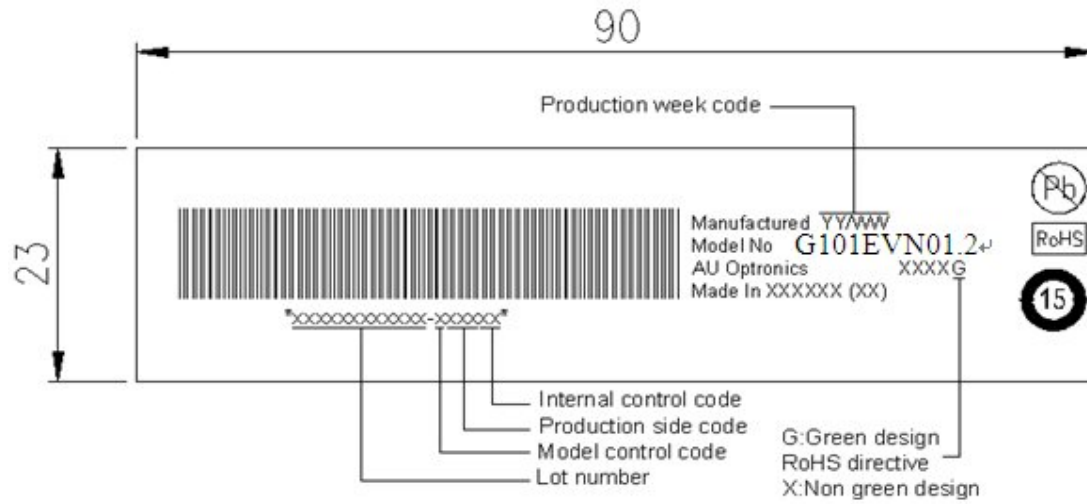 90
Production week code
23
Pb
Manufactured YY/WW
Model No G101EVN01.2↵
RoHS
AU Optronics XXXXG
Made In XXXXXX (XX)
15
"XXXXXXXXXXXXX-XXXXXX"
Internal control code
Production side code
Model control code
Lot number
G:Green design
RoHS directive
X:Non green design